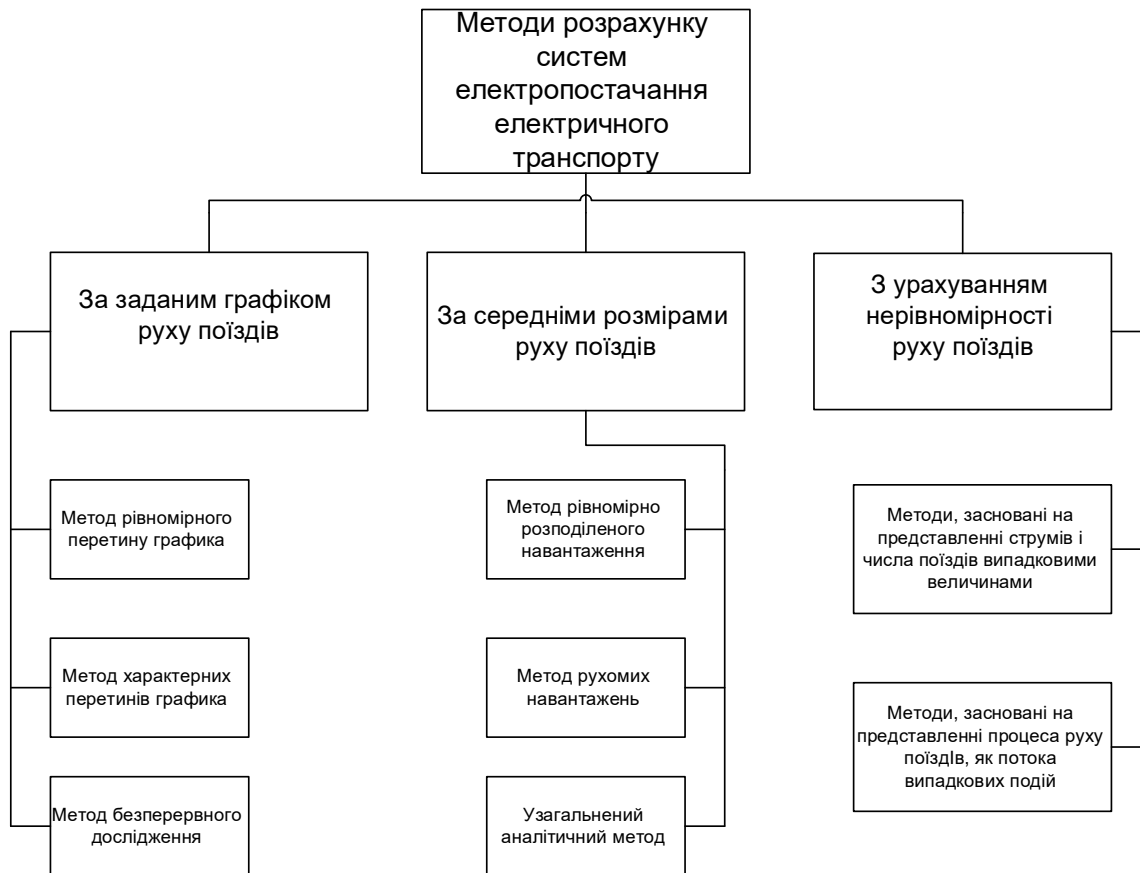 Методи розрахунку
систем
електропостачання
електричного
транспорту
За заданим графіком
руху поїздів
За середніми розмірами
руху поїздів
З урахуванням
нерівномірності
руху поїздів
Метод рівномірного
перетину графика
Метод рівномірно
розподіленого
навантаження
Методи, засновані на
представленні струмів і
числа поїздів випадковими
величинами
Метод характерних
перетинів графика
Метод рухомих
навантажень
Методи, засновані на
представленні процеса руху
поїздІв, як потока
випадкових подій
Метод безперервного
дослідження
Узагальнений
аналітичний метод